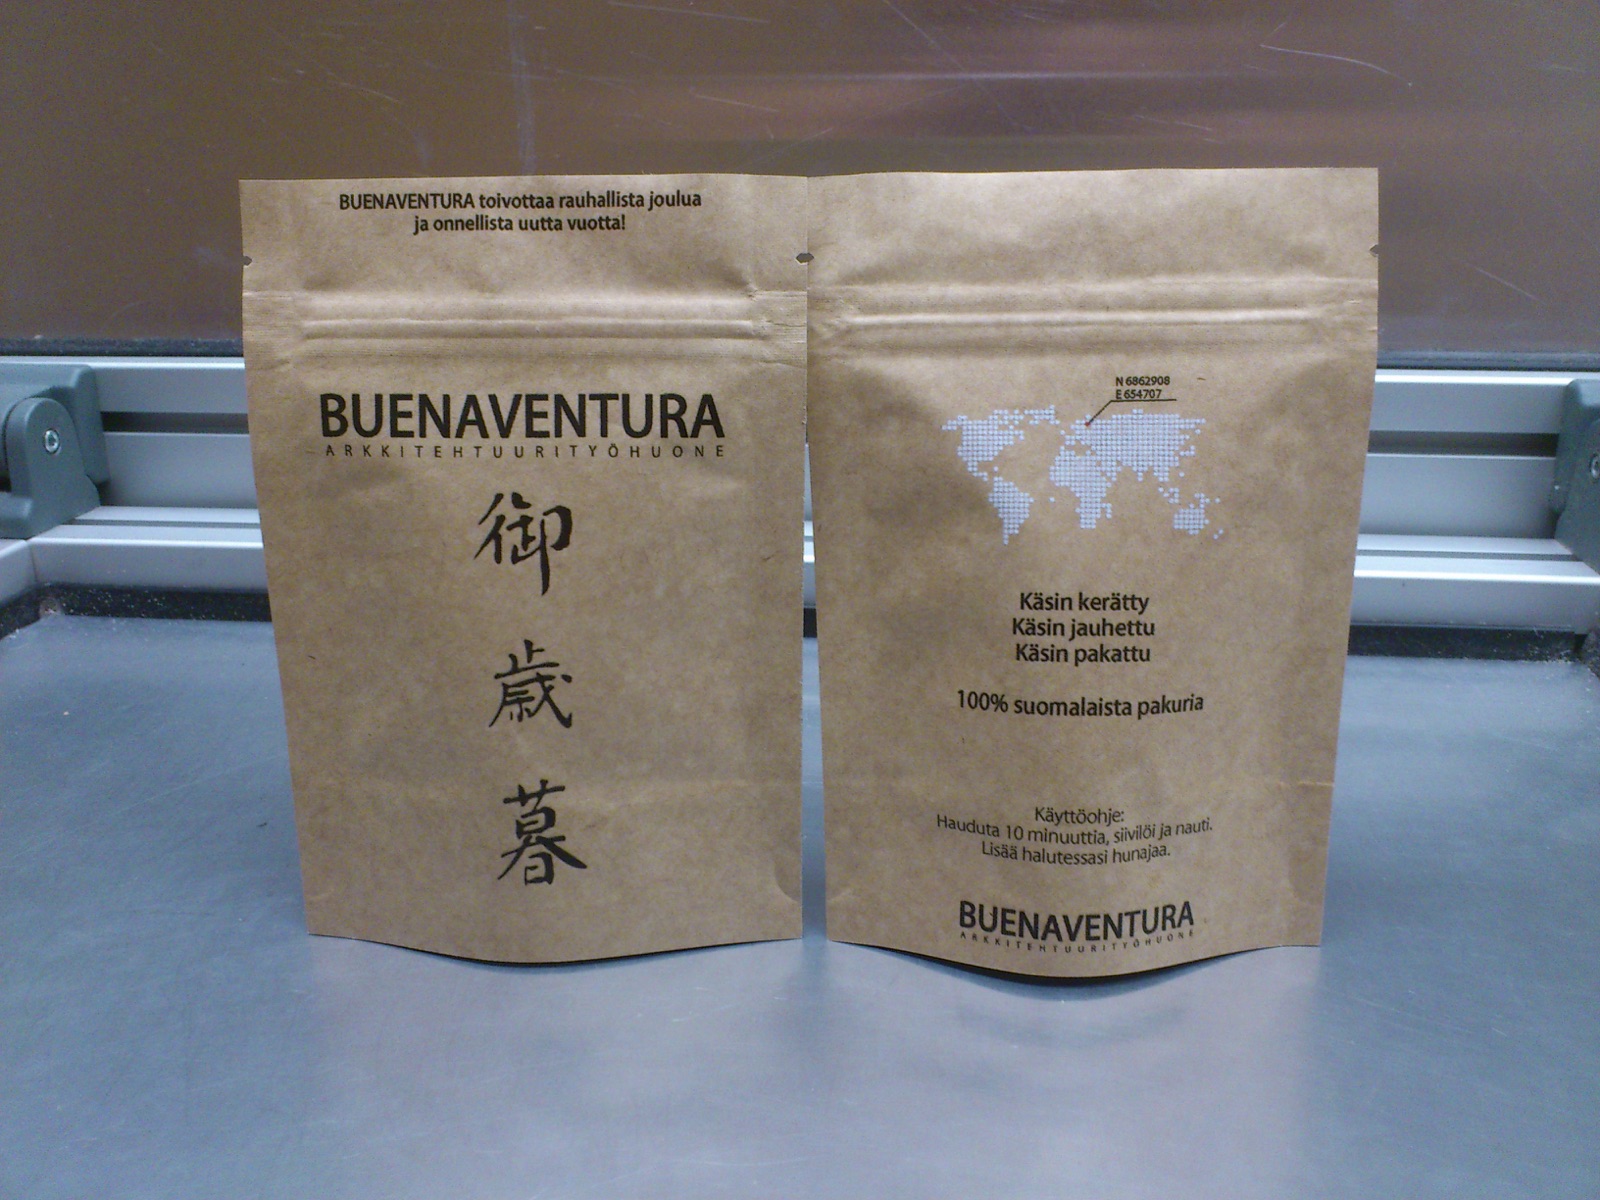 BUENAVENTURA toivottaa rauhallista joulua
ja onnellista uutta vuotta!
BUENAVENTURA
ARKKITEHTUURITYÖHUONE
御
歳
暮
N 6862908
E 654707
Käsin kerätty
Käsin jauhettu
Käsin pakattu
100% suomalaista pakuria
Käyttöohje:
Hauduta 10 minuuttia, siivilöi ja nauti.
Lisää halutessasi hunajaa.
BUENAVENTURA
ARKKITEHTUURITYÖHUONE